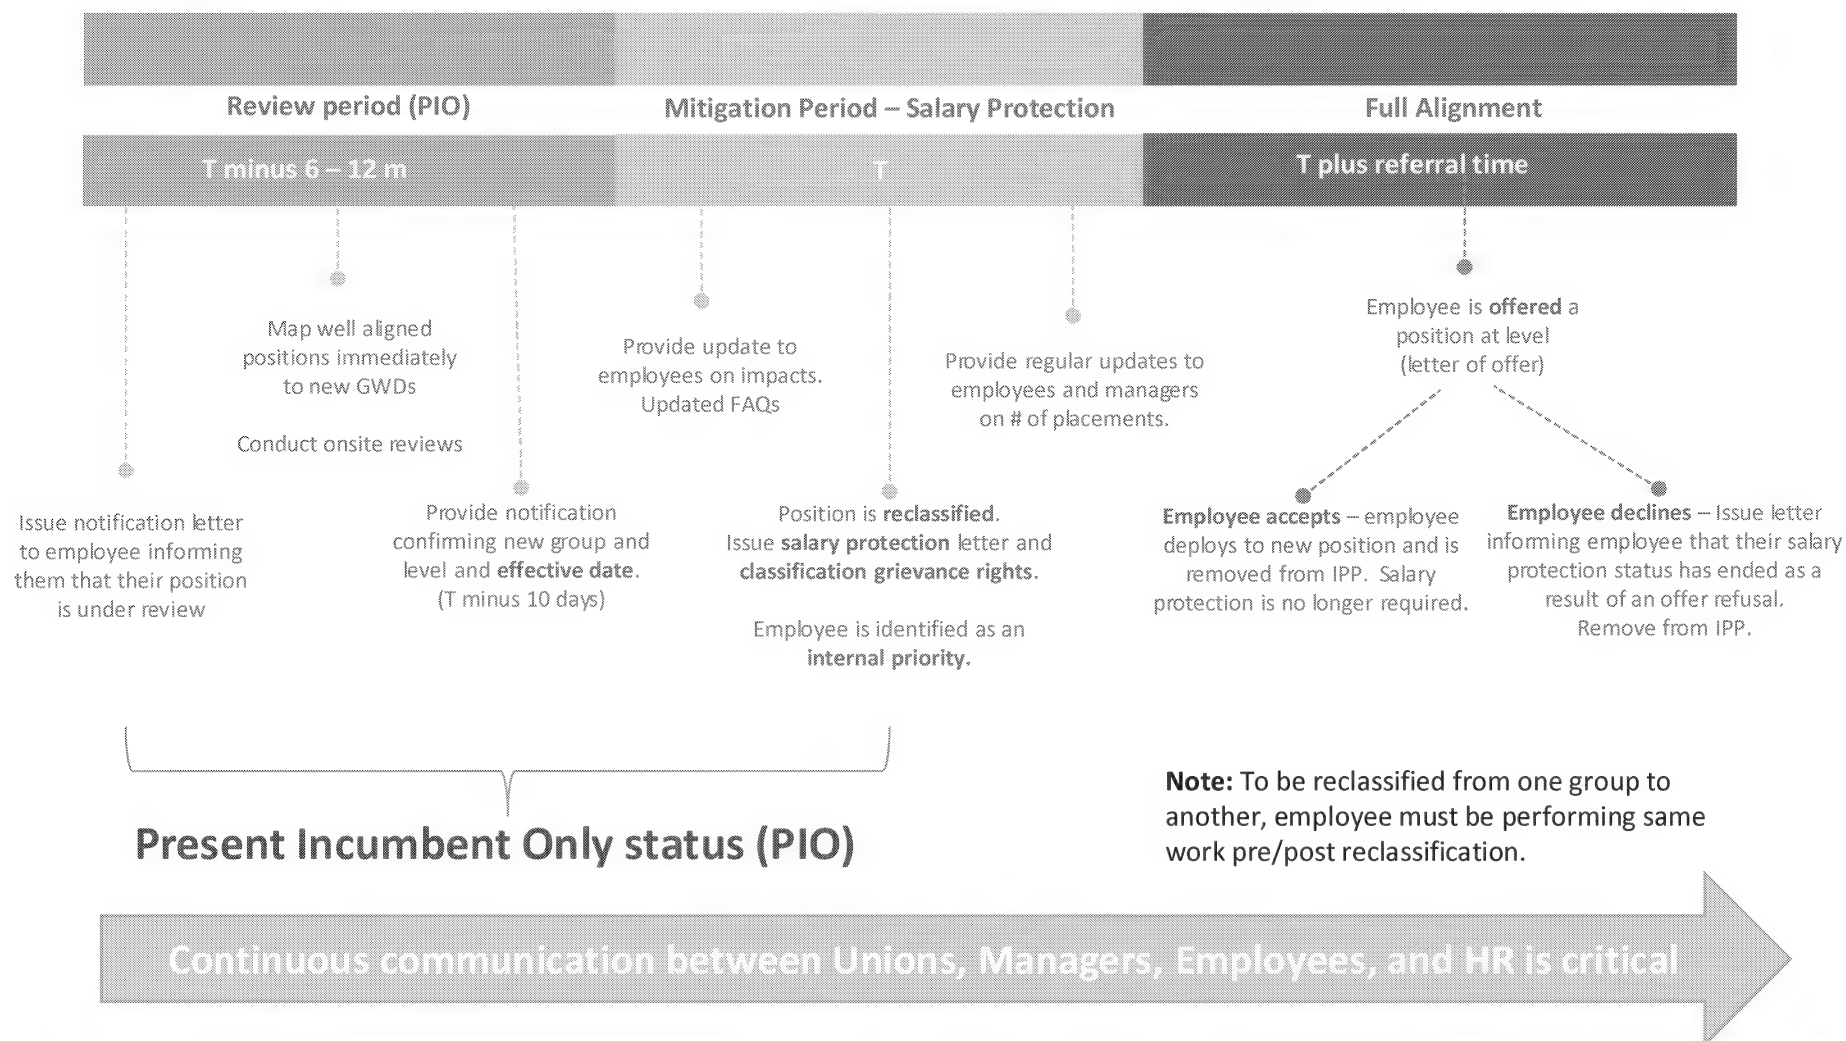 Review period (PIO)
Mitigation Period – Salary Protection
Full Alignment
T minus 6 – 12 m
T
T plus referral time
Issue notification letter
to employee informing
them that their position
is under review
Map well aligned
positions immediately
to new GWDs
Conduct onsite reviews
Provide notification
confirming new group and
level and effective date.
(T minus 10 days)
Provide update to
employees on impacts.
Updated FAQs
Position is reclassified.
Issue salary protection letter and
classification grievance rights.
Employee is identified as an
internal priority.
Provide regular updates to
employees and managers
on # of placements.
Employee is offered a
position at level
(letter of offer)
Employee accepts – employee
deploys to new position and is
removed from IPP. Salary
protection is no longer required.
Employee declines – Issue letter
informing employee that their salary
protection status has ended as a
result of an offer refusal.
Remove from IPP.
Present Incumbent Only status (PIO)
Note: To be reclassified from one group to
another, employee must be performing same
work pre/post reclassification.
Continuous communication between Unions, Managers, Employees, and HR is critical